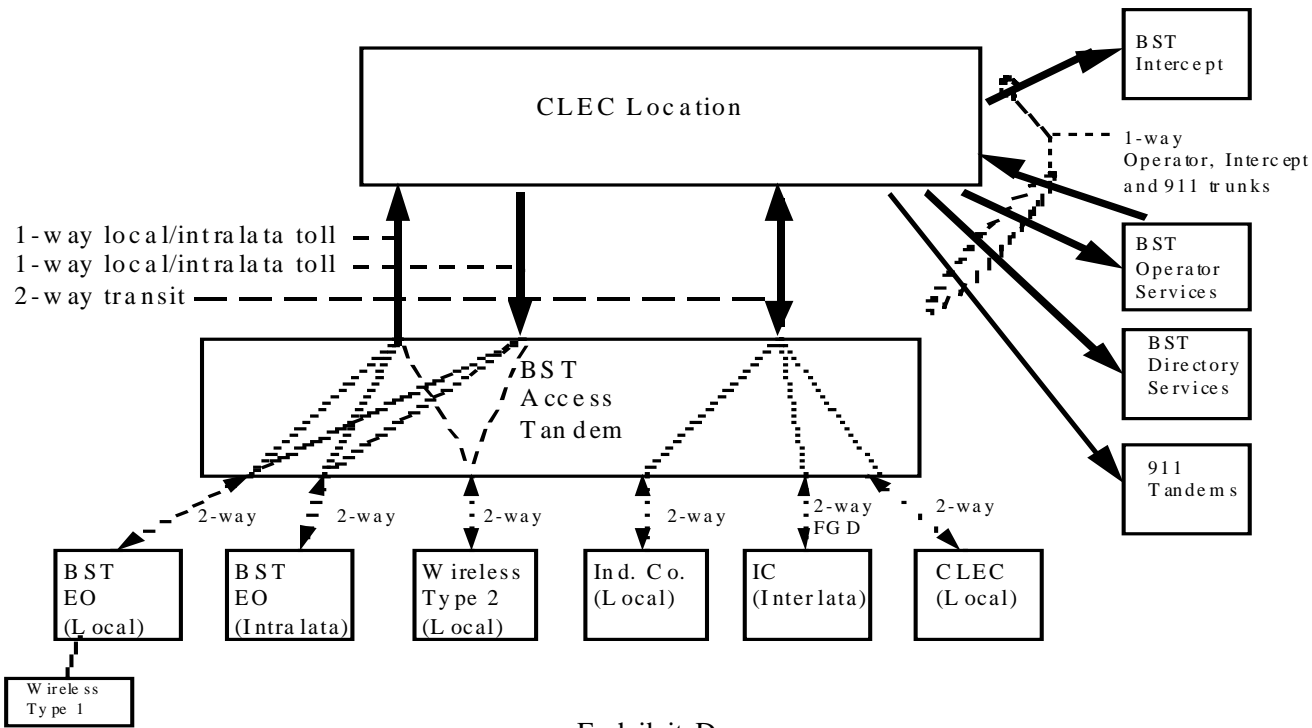 BST
Intercept
CLEC Location
1-way
Operator, Intercept
and 911 trunks
1-way local/intralata toll
1-way local/intralata toll
2-way transit
BST
Operator
Services
BST
Directory
Services
BST
Access
Tandem
911
Tandems
2-way
2-way
2-way
2-way
2-way
FGD
2-way
BST
EO
(Local)
BST
EO
(Intralata)
Wireless
Type 2
(Local)
Ind. Co.
(Local)
IC
(Interlata)
CLEC
(Local)
Wireless
Type 1